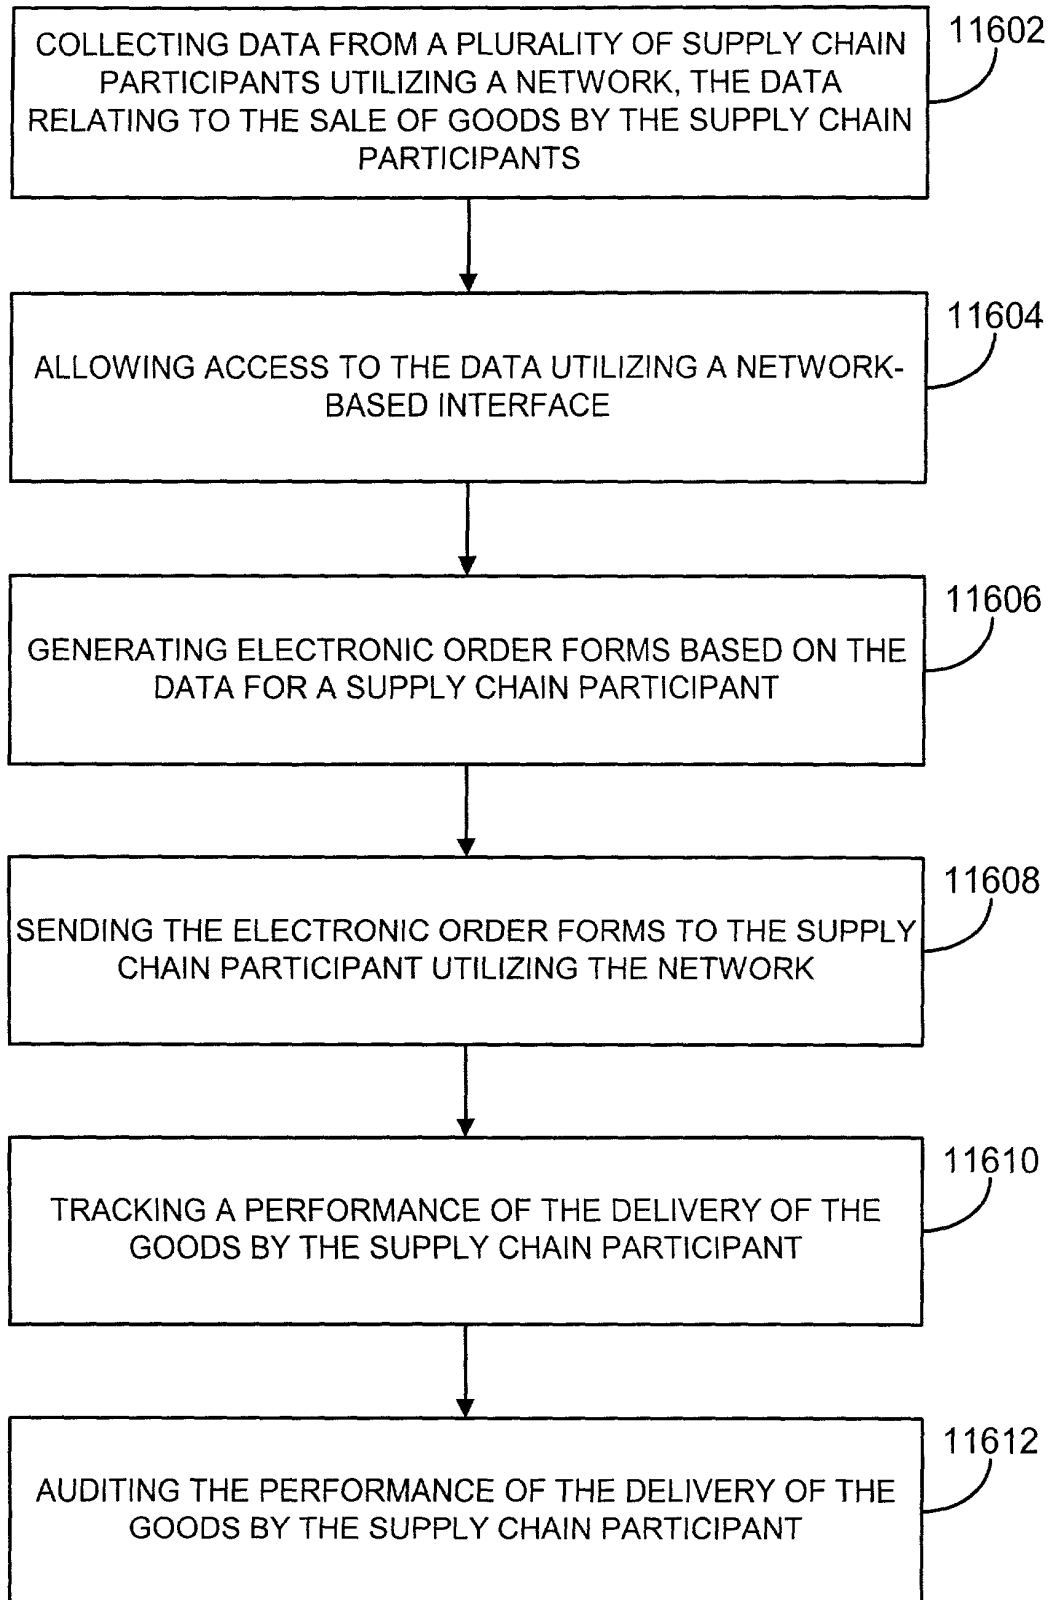 COLLECTING DATA FROM A PLURALITY OF SUPPLY CHAIN
PARTICIPANTS UTILIZING A NETWORK, THE DATA
RELATING TO THE SALE OF GOODS BY THE SUPPLY CHAIN
PARTICIPANTS
11602
ALLOWING ACCESS TO THE DATA UTILIZING A NETWORK-
BASED INTERFACE
11604
GENERATING ELECTRONIC ORDER FORMS BASED ON THE
DATA FOR A SUPPLY CHAIN PARTICIPANT
11606
SENDING THE ELECTRONIC ORDER FORMS TO THE SUPPLY
CHAIN PARTICIPANT UTILIZING THE NETWORK
11608
TRACKING A PERFORMANCE OF THE DELIVERY OF THE
GOODS BY THE SUPPLY CHAIN PARTICIPANT
11610
AUDITING THE PERFORMANCE OF THE DELIVERY OF THE
GOODS BY THE SUPPLY CHAIN PARTICIPANT
11612